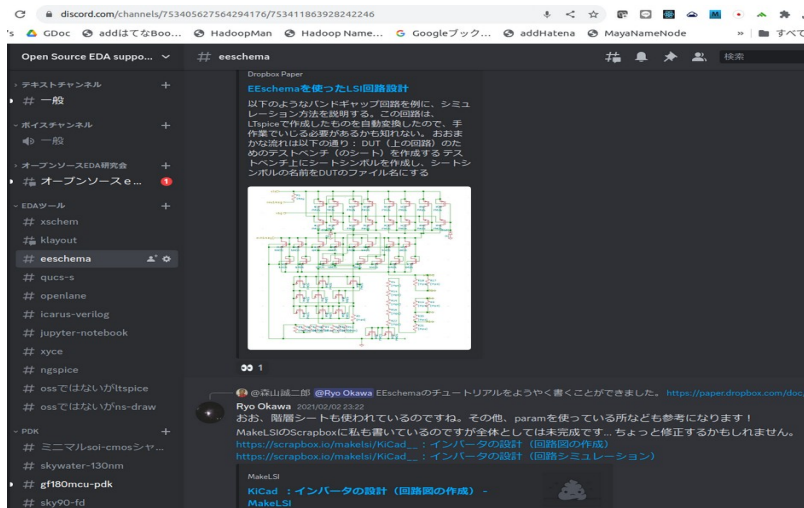 discord.com/channels/753405627564294176/753411863928242246
's GDoc addはてなBoo... HadoopMan Hadoop Name... Googleブック... addHatena MayaNameNode » すべて
Open Source EDA suppo...
# eeschema
検索
テキストチャンネル
# 一般
ボイスチャンネル
一般
オープンソースEDA研究会
オープンソース e... 1
EDAツール
# xschem
klayout
# eeschema
# qucs-s
# openlane
# icarus-verilog
# jupyter-notebook
# xyce
# ngspice
# ossではないがltspice
# ossではないがns-draw
PDK
# ミニマルsoi-cmosシャ...
# skywater-130nm
# gf180mcu-pdk
# sky90-fd
Dropbox Paper
EEschemaを使ったLSI回路設計
以下のようなバンドギャップ回路を例に、シミュ
レーション方法を説明する。この回路は、
LTspiceで作成したものを自動変換したので、手
作業でいじる必要があるかも知れない。 おおま
かな流れは以下の通り： DUT（上の回路）のた
めのテストベンチ（のシート）を作成する テス
トベンチ上にシートシンボルを作成し、シートシ
ンボルの名前をDUTのファイル名にする
1
@森山誠二郎 @Ryo Okawa EEschemaのチュートリアルをようやく書くことができました。 https://paper.dropbox.com/doc
Ryo Okawa 2021/02/02 23:22
おお、階層シートも使われているのですね。その他、paramを使っている所なども参考になります！
MakeLSIのScrapboxに私も書いているのですが全体としては未完成です... ちょっと修正するかもしれません。
https://scrapbox.io/makelsi/KiCad__：インバータの設計（回路図の作成）
https://scrapbox.io/makelsi/KiCad__：インバータの設計（回路シミュレーション）
MakeLSI
KiCad ：インバータの設計（回路図の作成） -
MakeLSI